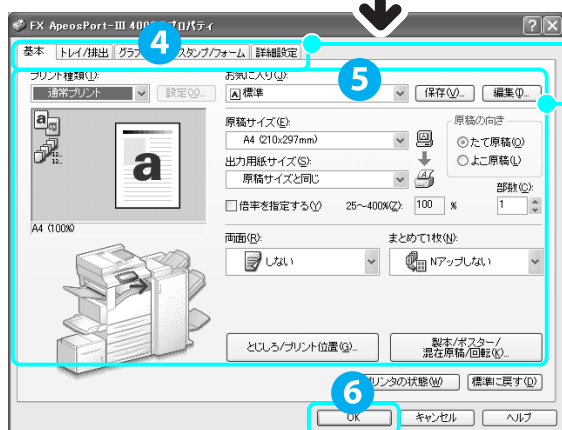 FX ApeosPort-III 400 プロパティ
基本 トレイ/排出 グラフ スタンプ/フォーム 詳細設定
4
プリント種類(I):
通常プリント 設定(X)...
5
お気に入り(J):
A 標準 保存(V)... 編集(I)...
原稿サイズ(E):
A4 (210x297mm)
出力用紙サイズ(S):
原稿サイズと同じ
倍率を指定する(Y) 25～400%(Z): 100 %
原稿の向き
たて原稿(O)
よこ原稿(L)
部数(C):
1
a
12..
12..
a
A4 (100%)
両面(R):
しない
まとめて1枚(N):
Nアップしない
とじしろ/プリント位置(G)...
製本/ポスター/
混在原稿/回転(K)...
リンタの状態(W) 標準に戻す(D)
6
OK キャンセル ヘルプ